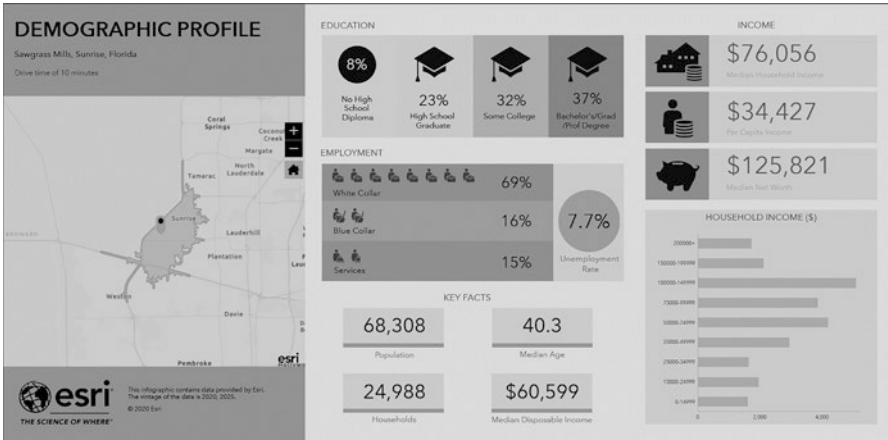 DEMOGRAPHIC PROFILE
Sawgrass Mills, Sunrise, Florida
Drive time of 10 minutes
Coral
Springs
Coconut
Creek
Margate
North
Lauderdale
Tamarac
Sunrise
Lauderhill
BROWARD
Plantation
Weston
Davie
Pembroke
esri
esri
THE SCIENCE OF WHERE
This infographic contains data provided by Esri.
The vintage of the data is 2020, 2025.
© 2020 Esri
EDUCATION
8%
No High
School
Diploma
23%
High School
Graduate
32%
Some College
37%
Bachelor's/Grad
/Prof Degree
EMPLOYMENT
White Collar
69%
Blue Collar
16%
Services
15%
7.7%
Unemployment
Rate
KEY FACTS
68,308
Population
40.3
Median Age
24,988
Households
$60,599
Median Disposable Income
INCOME
$76,056
Median Household Income
$34,427
Per Capita Income
$125,821
Median Net Worth
HOUSEHOLD INCOME ($)
200000+
150000-199999
100000-149999
75000-99999
50000-74999
35000-49999
25000-34999
15000-24999
0-14999
0 2,000 4,000